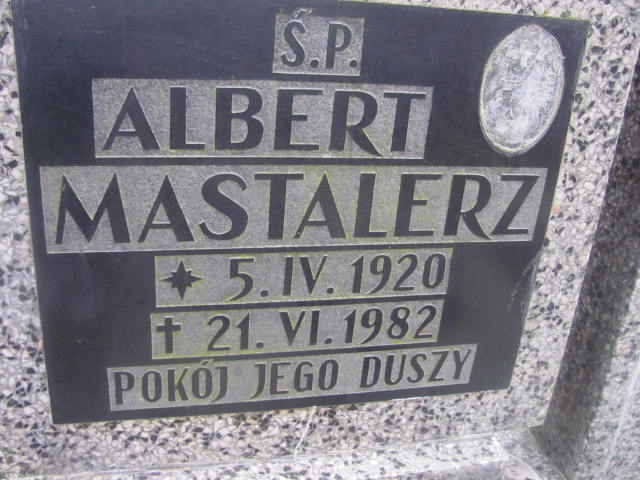 Ś.P.
ALBERT
MASTALERZ
* 5. IV. 1920
† 21. VI. 1982
POKÓJ JEGO DUSZY